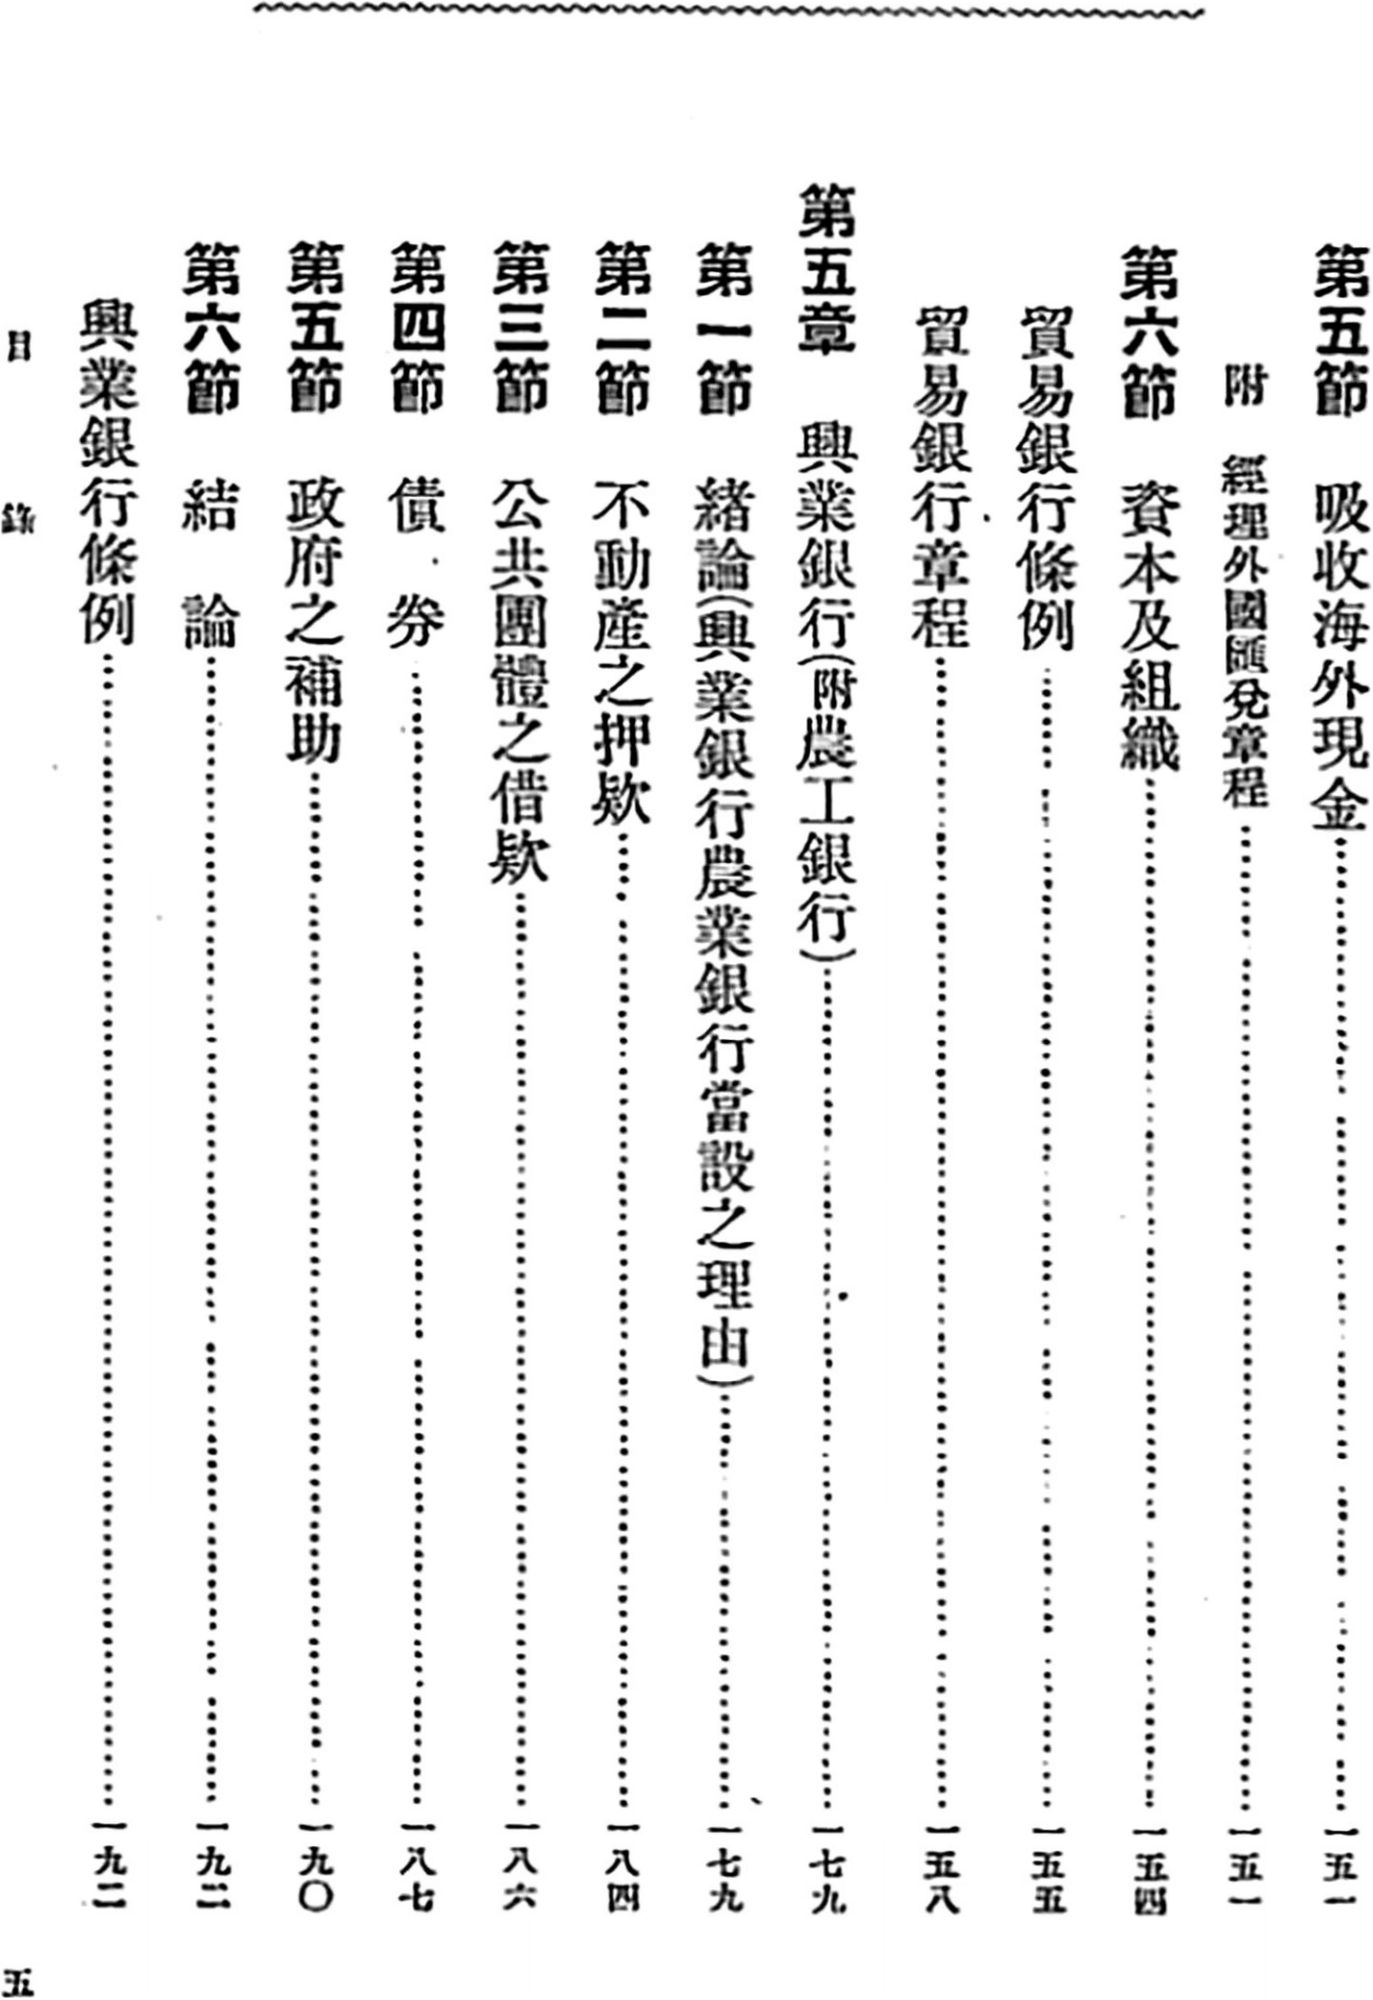 第五節　吸收海外現金……一五一
附　經理外國匯兌章程……一五一
第六節　資本及組織……一五四
貿易銀行條例……一五五
貿易銀行章程……一五八
第五章　興業銀行(附農工銀行)……一七九
第一節　緒論(興業銀行農業銀行當設之理由)……一七九
第二節　不動產之押欵……一八四
第三節　公共團體之借欵……一八六
第四節　債　券……一八七
第五節　政府之補助……一九〇
第六節　結　論……一九二
興業銀行條例……一九二
目　錄　五